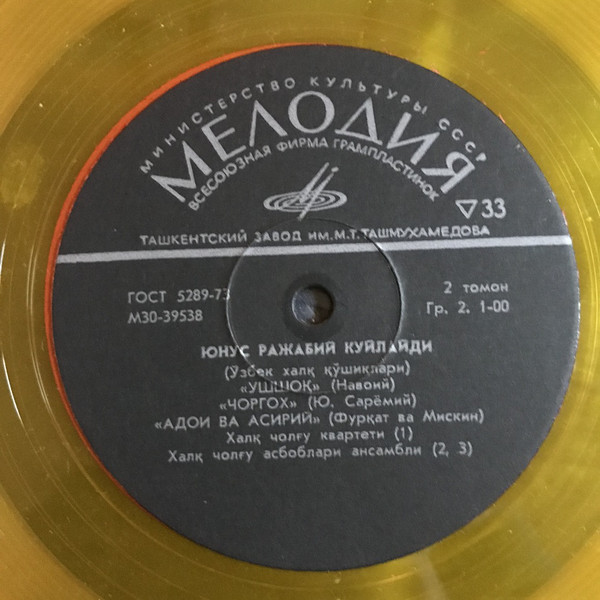 МИНИСТЕРСТВО КУЛЬТУРЫ СССР
МЕЛОДИЯ
ВСЕСОЮЗНАЯ ФИРМА ГРАМПЛАСТИНОК
▽33
ТАШКЕНТСКИЙ ЗАВОД ИМ.М.Т.ТАШМУХАМЕДОВА
ГОСТ 5289-73
2 томон
М30-39538
Гр. 2. 1-00
ЮНУС РАЖАБИЙ КУЙЛАЙДИ
(Ўзбек халқ қўшиқлари)
«УШШОҚ» (Навоий)
«ЧОРГОҲ» (Ю. Сарёмий)
«АДОИ ВА АСИРИЙ» (Фурқат ва Мискин)
Халқ чолғу квартети (1)
Халқ чолғу асбоблари ансамбли (2, 3)